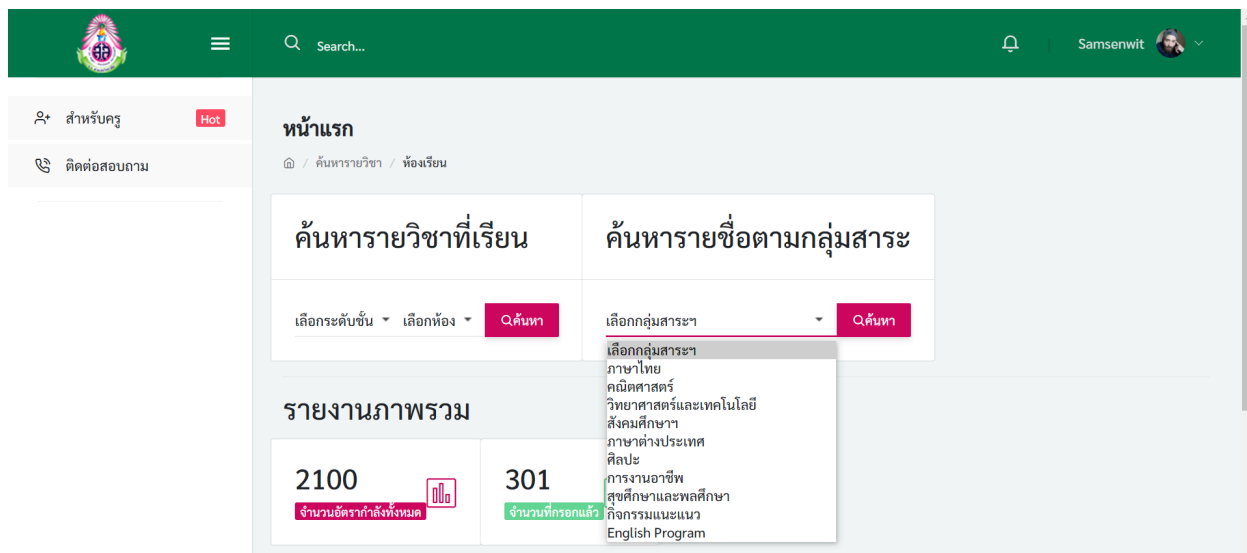 Search...
Samsenwit
สำหรับครู
Hot
ติดต่อสอบถาม
หน้าแรก
/ ค้นหารายวิชา / ห้องเรียน
ค้นหารายวิชาที่เรียน
ค้นหารายชื่อตามกลุ่มสาระ
เลือกระดับชั้น เลือกห้อง ค้นหา
เลือกกลุ่มสาระฯ ค้นหา
เลือกกลุ่มสาระฯ
ภาษาไทย
คณิตศาสตร์
วิทยาศาสตร์และเทคโนโลยี
สังคมศึกษาฯ
ภาษาต่างประเทศ
ศิลปะ
การงานอาชีพ
สุขศึกษาและพลศึกษา
กิจกรรมแนะแนว
English Program
รายงานภาพรวม
2100
จำนวนอัตรากำลังทั้งหมด
301
จำนวนที่กรอกแล้ว